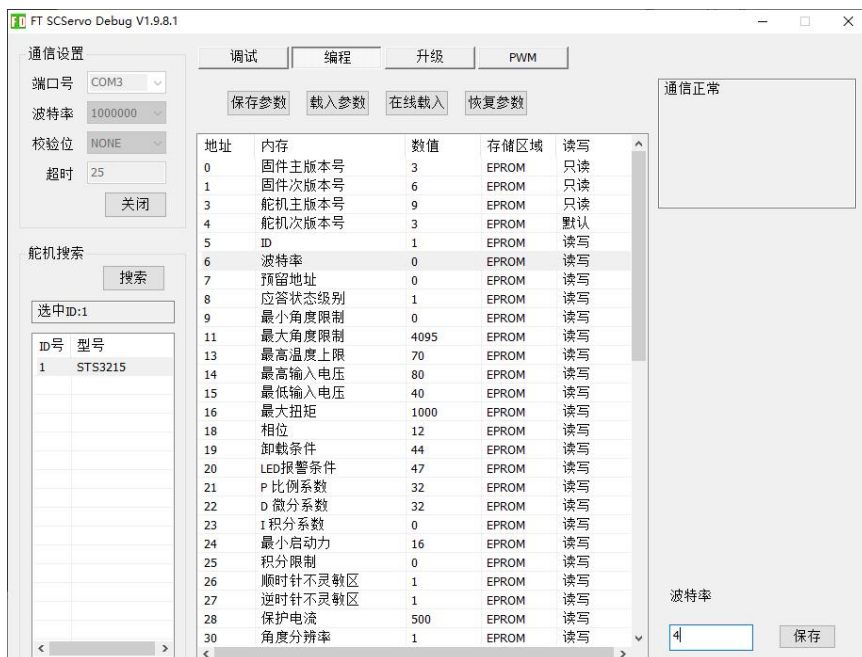 FT SCServo Debug V1.9.8.1
通信设置
端口号 COM3
波特率 1000000
校验位 NONE
超时 25
关闭
舵机搜索
搜索
选中ID:1
ID号 型号
1 STS3215
调试 编程 升级 PWM
保存参数 载入参数 在线载入 恢复参数
地址 内存 数值 存储区域 读写
0 固件主版本号 3 EPROM 只读
1 固件次版本号 6 EPROM 只读
3 舵机主版本号 9 EPROM 只读
4 舵机次版本号 3 EPROM 默认
5 ID 1 EPROM 读写
6 波特率 0 EPROM 读写
7 预留地址 0 EPROM 读写
8 应答状态级别 1 EPROM 读写
9 最小角度限制 0 EPROM 读写
11 最大角度限制 4095 EPROM 读写
13 最高温度上限 70 EPROM 读写
14 最高输入电压 80 EPROM 读写
15 最低输入电压 40 EPROM 读写
16 最大扭矩 1000 EPROM 读写
18 相位 12 EPROM 读写
19 卸载条件 44 EPROM 读写
20 LED报警条件 47 EPROM 读写
21 P 比例系数 32 EPROM 读写
22 D 微分系数 32 EPROM 读写
23 I 积分系数 0 EPROM 读写
24 最小启动力 16 EPROM 读写
25 积分限制 0 EPROM 读写
26 顺时针不灵敏区 1 EPROM 读写
27 逆时针不灵敏区 1 EPROM 读写
28 保护电流 500 EPROM 读写
30 角度分辨率 1 EPROM 读写
通信正常
波特率
4 保存